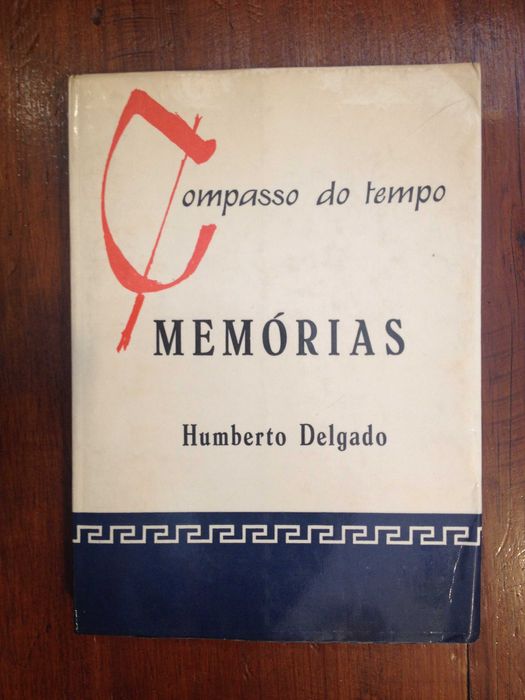 Compasso do tempo
MEMÓRIAS
Humberto Delgado